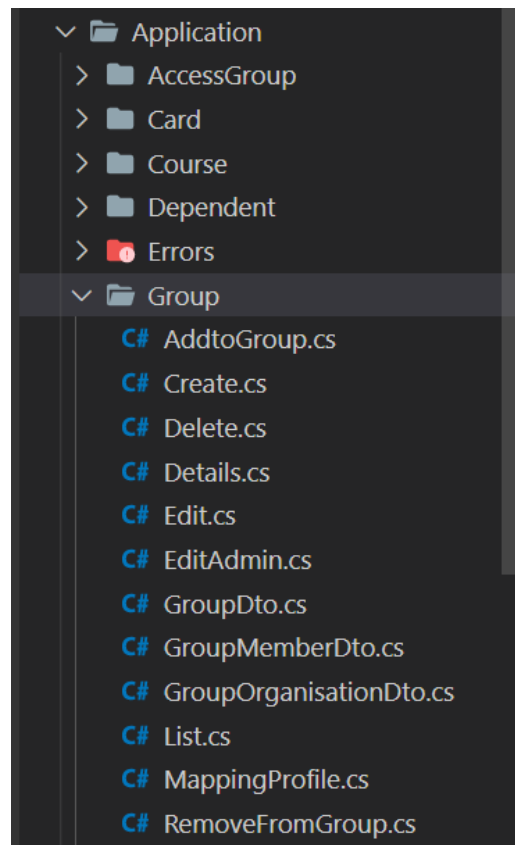 Application
AccessGroup
Card
Course
Dependent
Errors
Group
C# AddtoGroup.cs
C# Create.cs
C# Delete.cs
C# Details.cs
C# Edit.cs
C# EditAdmin.cs
C# GroupDto.cs
C# GroupMemberDto.cs
C# GroupOrganisationDto.cs
C# List.cs
C# MappingProfile.cs
C# RemoveFromGroup.cs